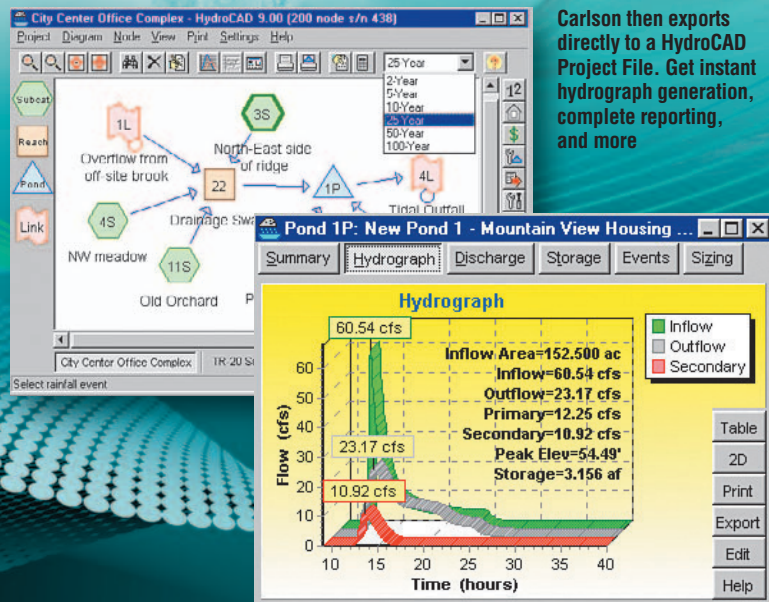 City Center Office Complex - HydroCAD 9.00 (200 node s/n 438)
Project Diagram Node View Print Settings Help
25-Year
2-Year
5-Year
10-Year
25-Year
50-Year
100-Year
Subcat
Reach
Pond
Link
1L
Overflow from
off-site brook
3S
North-East side
of ridge
22
1P
4L
Tidal Outfall
4S
NW meadow
Drainage Swa
11S
Old Orchard
P
12
$
City Center Office Complex
TR-20 S
Select rainfall event
Carlson then exports
directly to a HydroCAD
Project File. Get instant
hydrograph generation,
complete reporting,
and more
Pond 1P: New Pond 1 - Mountain View Housing ...
Summary Hydrograph Discharge Storage Events Sizing
Hydrograph
60.54 cfs
23.17 cfs
10.92 cfs
Inflow Area=152.500 ac
Inflow=60.54 cfs
Outflow=23.17 cfs
Primary=12.25 cfs
Secondary=10.92 cfs
Peak Elev=54.49'
Storage=3.156 af
Inflow
Outflow
Secondary
Flow (cfs)
60
50
40
30
20
10
0
10 15 20 25 30 35 40
Time (hours)
Table
2D
Print
Export
Edit
Help